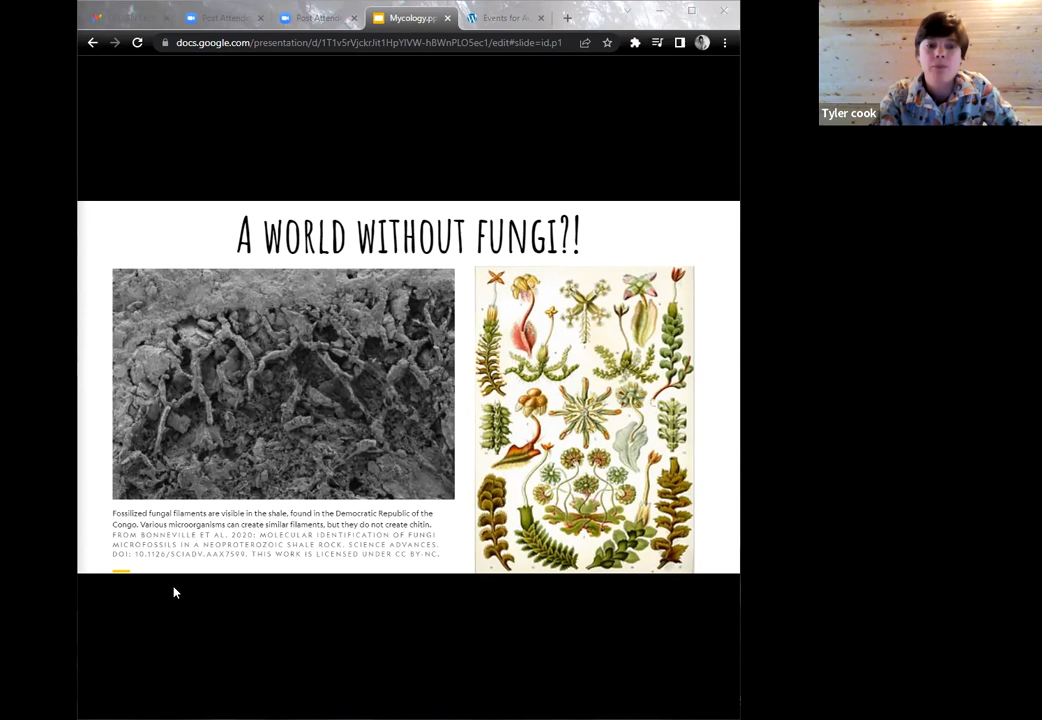 Post Attende
Post Attende
Mycology.pp
Events for Au
docs.google.com/presentation/d/1T1v5rVjckrJit1HpYIVW-hBWnPLO5ec1/edit#slide=id.p1
Tyler cook
A WORLD WITHOUT FUNGI?!
Fossilized fungal filaments are visible in the shale, found in the Democratic Republic of the
Congo. Various microorganisms can create similar filaments, but they do not create chitin.
FROM BONNEVILLE ET AL, 2020: MOLECULAR IDENTIFICATION OF FUNGI
MICROFOSSILS IN A NEOPROTEROZOIC SHALE ROCK. SCIENCE ADVANCES.
DOI: 10.1126/SCIADV.AAX7599. THIS WORK IS LICENSED UNDER CC BY-NC.